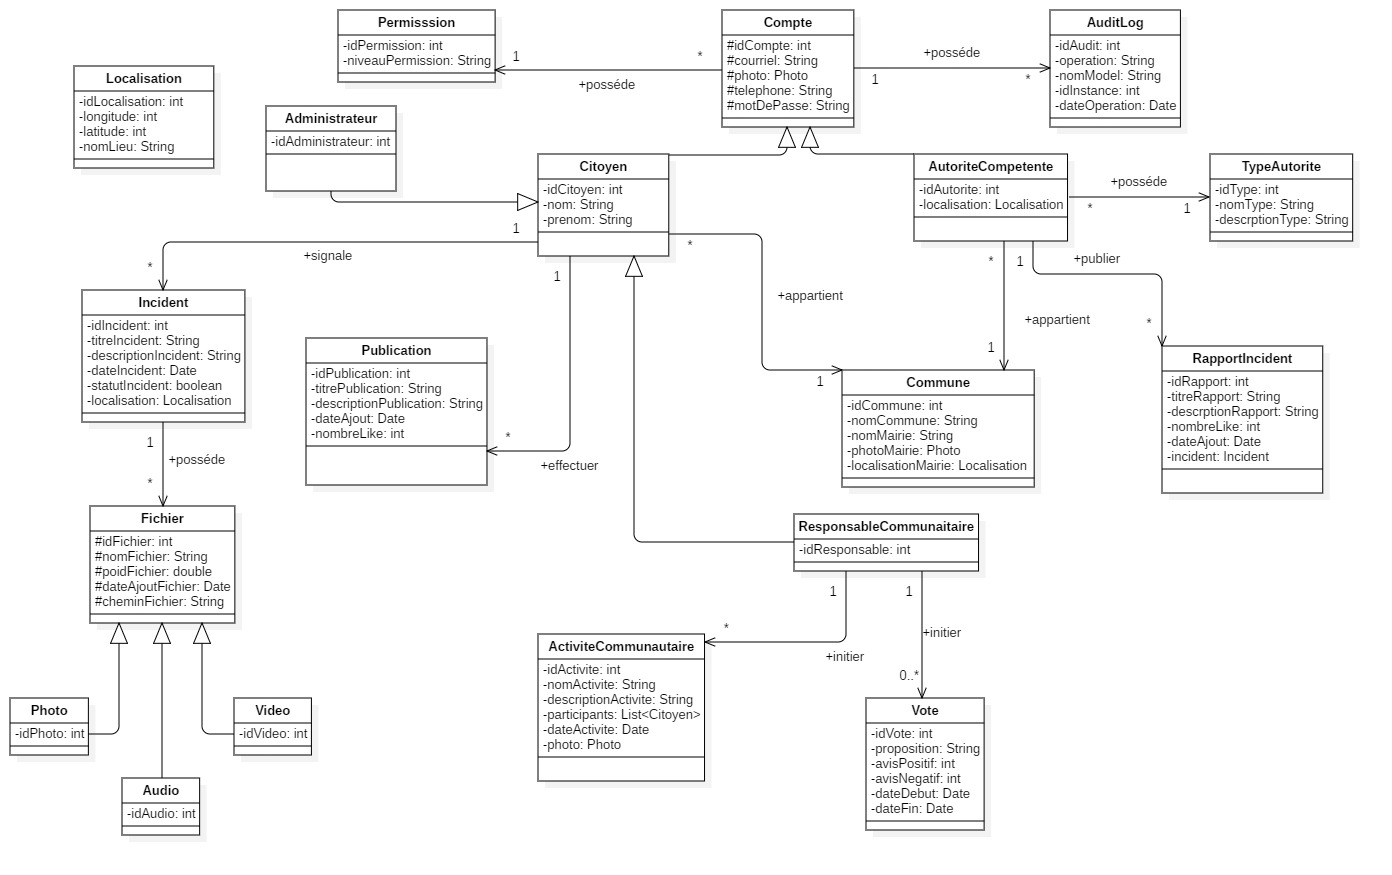 Permisssion
-idPermission: int
-niveauPermission: String
1
*
+posséde
Compte
#idCompte: int
#courriel: String
#photo: Photo
#telephone: String
#motDePasse: String
+posséde
1
*
AuditLog
-idAudit: int
-operation: String
-nomModel: String
-idInstance: int
-dateOperation: Date
Localisation
-idLocalisation: int
-longitude: int
-latitude: int
-nomLieu: String
Administrateur
-idAdministrateur: int
Citoyen
-idCitoyen: int
-nom: String
-prenom: String
AutoriteCompetente
-idAutorite: int
-localisation: Localisation
+posséde
*
1
TypeAutorite
-idType: int
-nomType: String
-descrptionType: String
1
+signale
*
1
*
+appartient
1
*
+appartient
1
1
+publier
*
Incident
-idIncident: int
-titreIncident: String
-descriptionIncident: String
-dateIncident: Date
-statutIncident: boolean
-localisation: Localisation
Publication
-idPublication: int
-titrePublication: String
-descriptionPublication: String
-dateAjout: Date
-nombreLike: int
*
+effectuer
Commune
-idCommune: int
-nomCommune: String
-nomMairie: String
-photoMairie: Photo
-localisationMairie: Localisation
RapportIncident
-idRapport: int
-titreRapport: String
-descrptionRapport: String
-nombreLike: int
-dateAjout: Date
-incident: Incident
1
+posséde
*
Fichier
#idFichier: int
#nomFichier: String
#poidFichier: double
#dateAjoutFichier: Date
#cheminFichier: String
ResponsableCommunaitaire
-idResponsable: int
1
1
*
+initier
+initier
0..*
ActiviteCommunautaire
-idActivite: int
-nomActivite: String
-descriptionActivite: String
-participants: List<Citoyen>
-dateActivite: Date
-photo: Photo
Photo
-idPhoto: int
Video
-idVideo: int
Audio
-idAudio: int
Vote
-idVote: int
-proposition: String
-avisPositif: int
-avisNegatif: int
-dateDebut: Date
-dateFin: Date